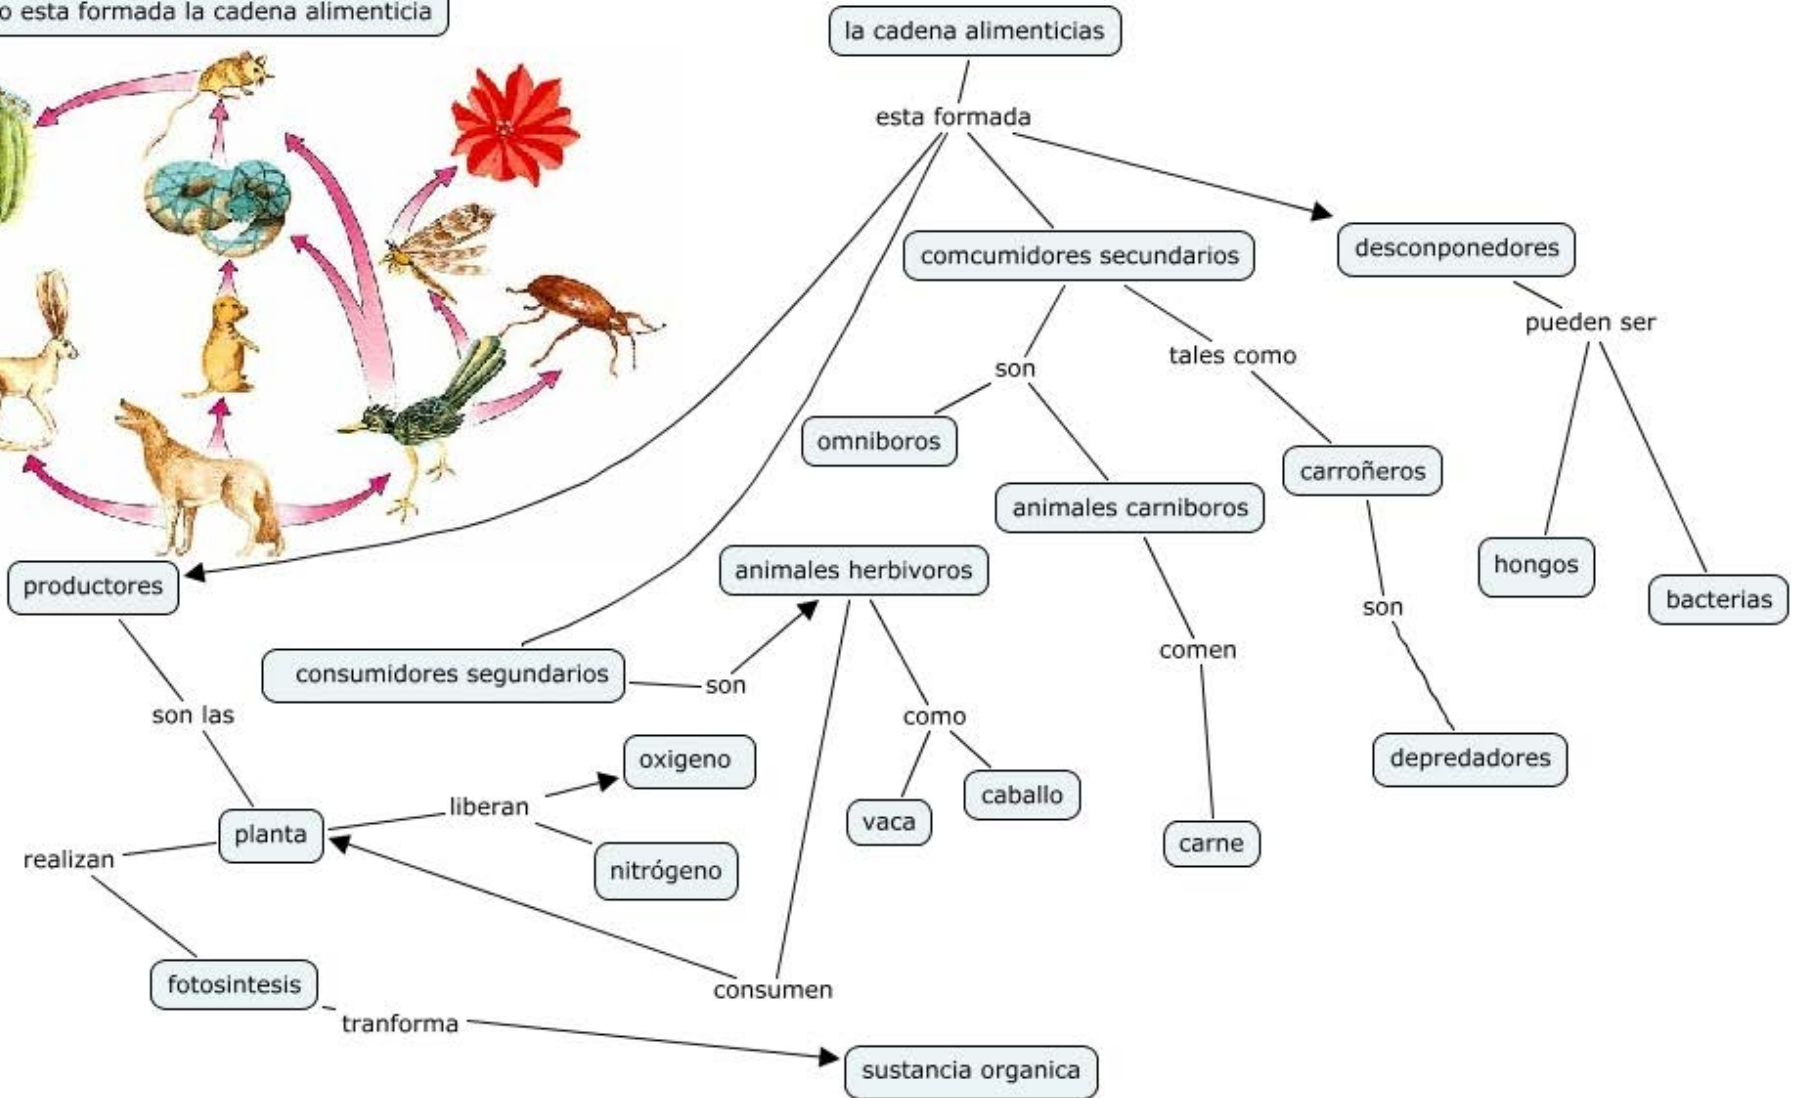 o esta formada la cadena alimenticia
la cadena alimenticias
esta formada
comcumidores secundarios
desconponedores
pueden ser
tales como
son
omniboros
carroñeros
animales carniboros
hongos
bacterias
animales herbivoros
productores
son
comen
consumidores segundarios
son
son las
como
oxigeno
depredadores
caballo
liberan
vaca
planta
carne
realizan
nitrógeno
fotosintesis
consumen
tranforma
sustancia organica